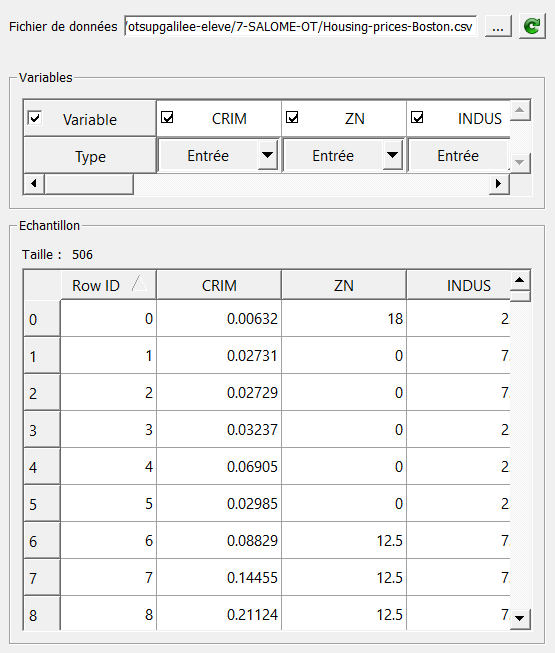 Fichier de données /otsupgalilee-eleve/7-SALOME-OT/Housing-prices-Boston.csv ...
Variables
Variable CRIM ZN INDUS
Type Entrée Entrée Entrée
Echantillon
Taille : 506
Row ID CRIM ZN INDUS
0 0 0.00632 18 2.
1 1 0.02731 0 7.
2 2 0.02729 0 7.
3 3 0.03237 0 2.
4 4 0.06905 0 2.
5 5 0.02985 0 2.
6 6 0.08829 12.5 7.
7 7 0.14455 12.5 7.
8 8 0.21124 12.5 7.